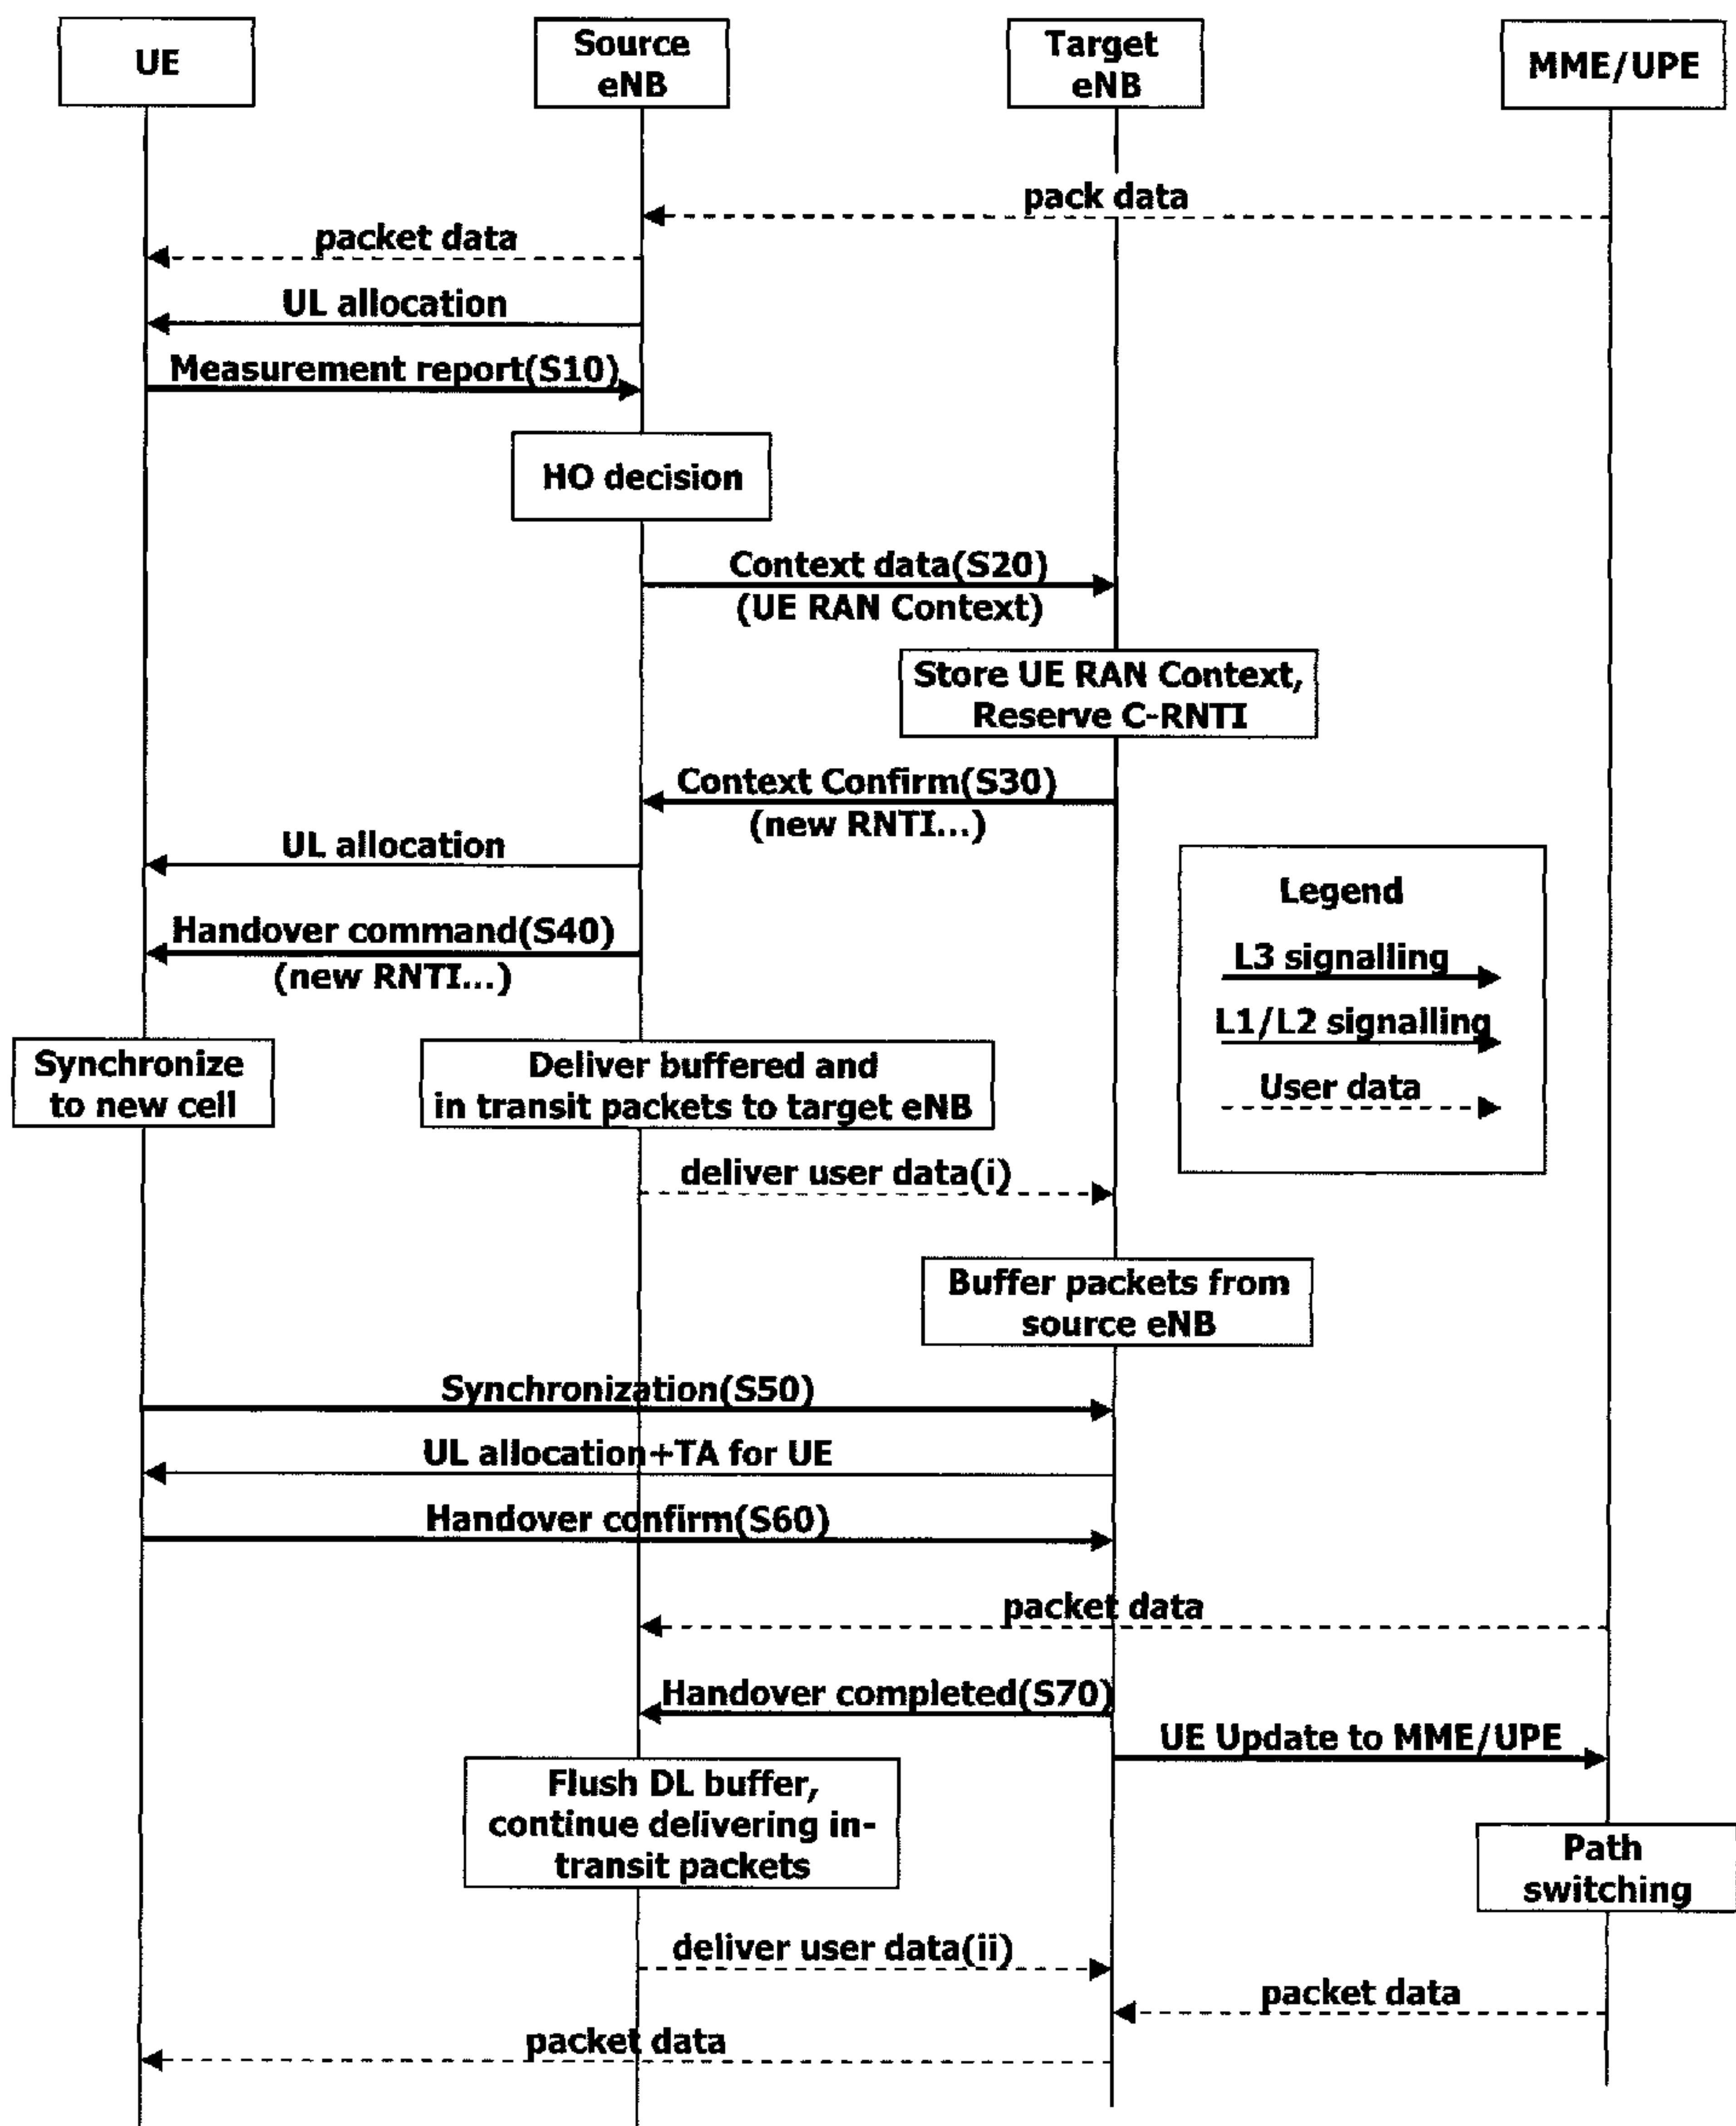 UE
Source
eNB
Target
eNB
MME/UPE
pack data
packet data
UL allocation
Measurement report(S10)
HO decision
Context data(S20)
(UE RAN Context)
Store UE RAN Context,
Reserve C-RNTI
Context Confirm(S30)
(new RNTI...)
UL allocation
Handover command(S40)
(new RNTI...)
Legend
L3 signalling
L1/L2 signalling
User data
Synchronize
to new cell
Deliver buffered and
in transit packets to target eNB
deliver user data(i)
Buffer packets from
source eNB
Synchronization(S50)
UL allocation+TA for UE
Handover confirm(S60)
packet data
Handover completed(S70)
UE Update to MME/UPE
Flush DL buffer,
continue delivering in-
transit packets
Path
switching
deliver user data(ii)
packet data
packet data